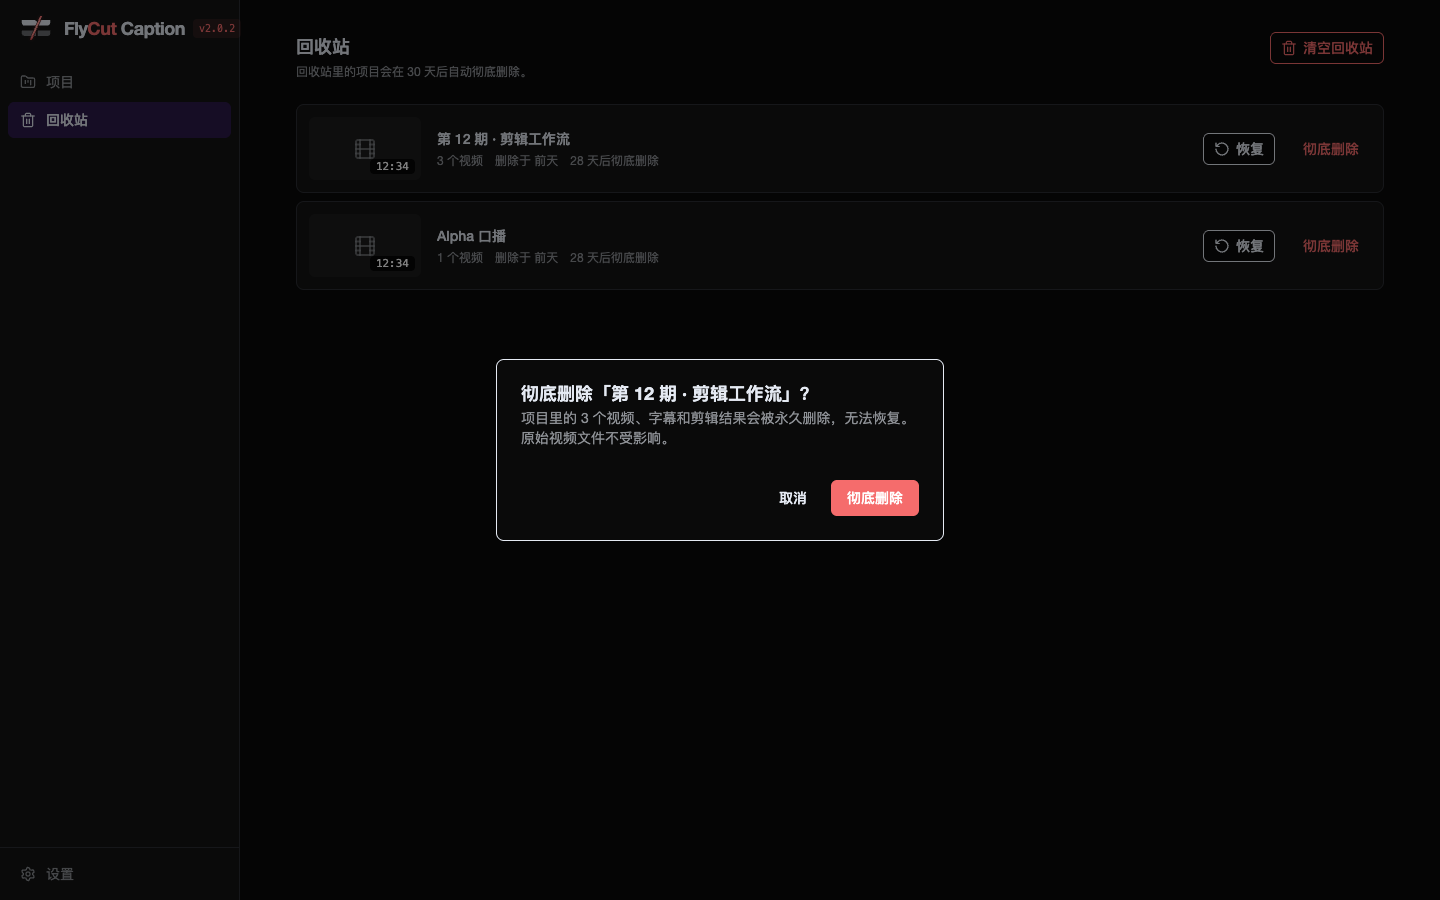 FlyCut Caption v2.0.2
项目
回收站
设置
回收站
回收站里的项目会在 30 天后自动彻底删除。
清空回收站
12:34
第 12 期 · 剪辑工作流
3 个视频 删除于 前天 28 天后彻底删除
恢复
彻底删除
12:34
Alpha 口播
1 个视频 删除于 前天 28 天后彻底删除
恢复
彻底删除
彻底删除「第 12 期 · 剪辑工作流」?
项目里的 3 个视频、字幕和剪辑结果会被永久删除，无法恢复。
原始视频文件不受影响。
取消
彻底删除